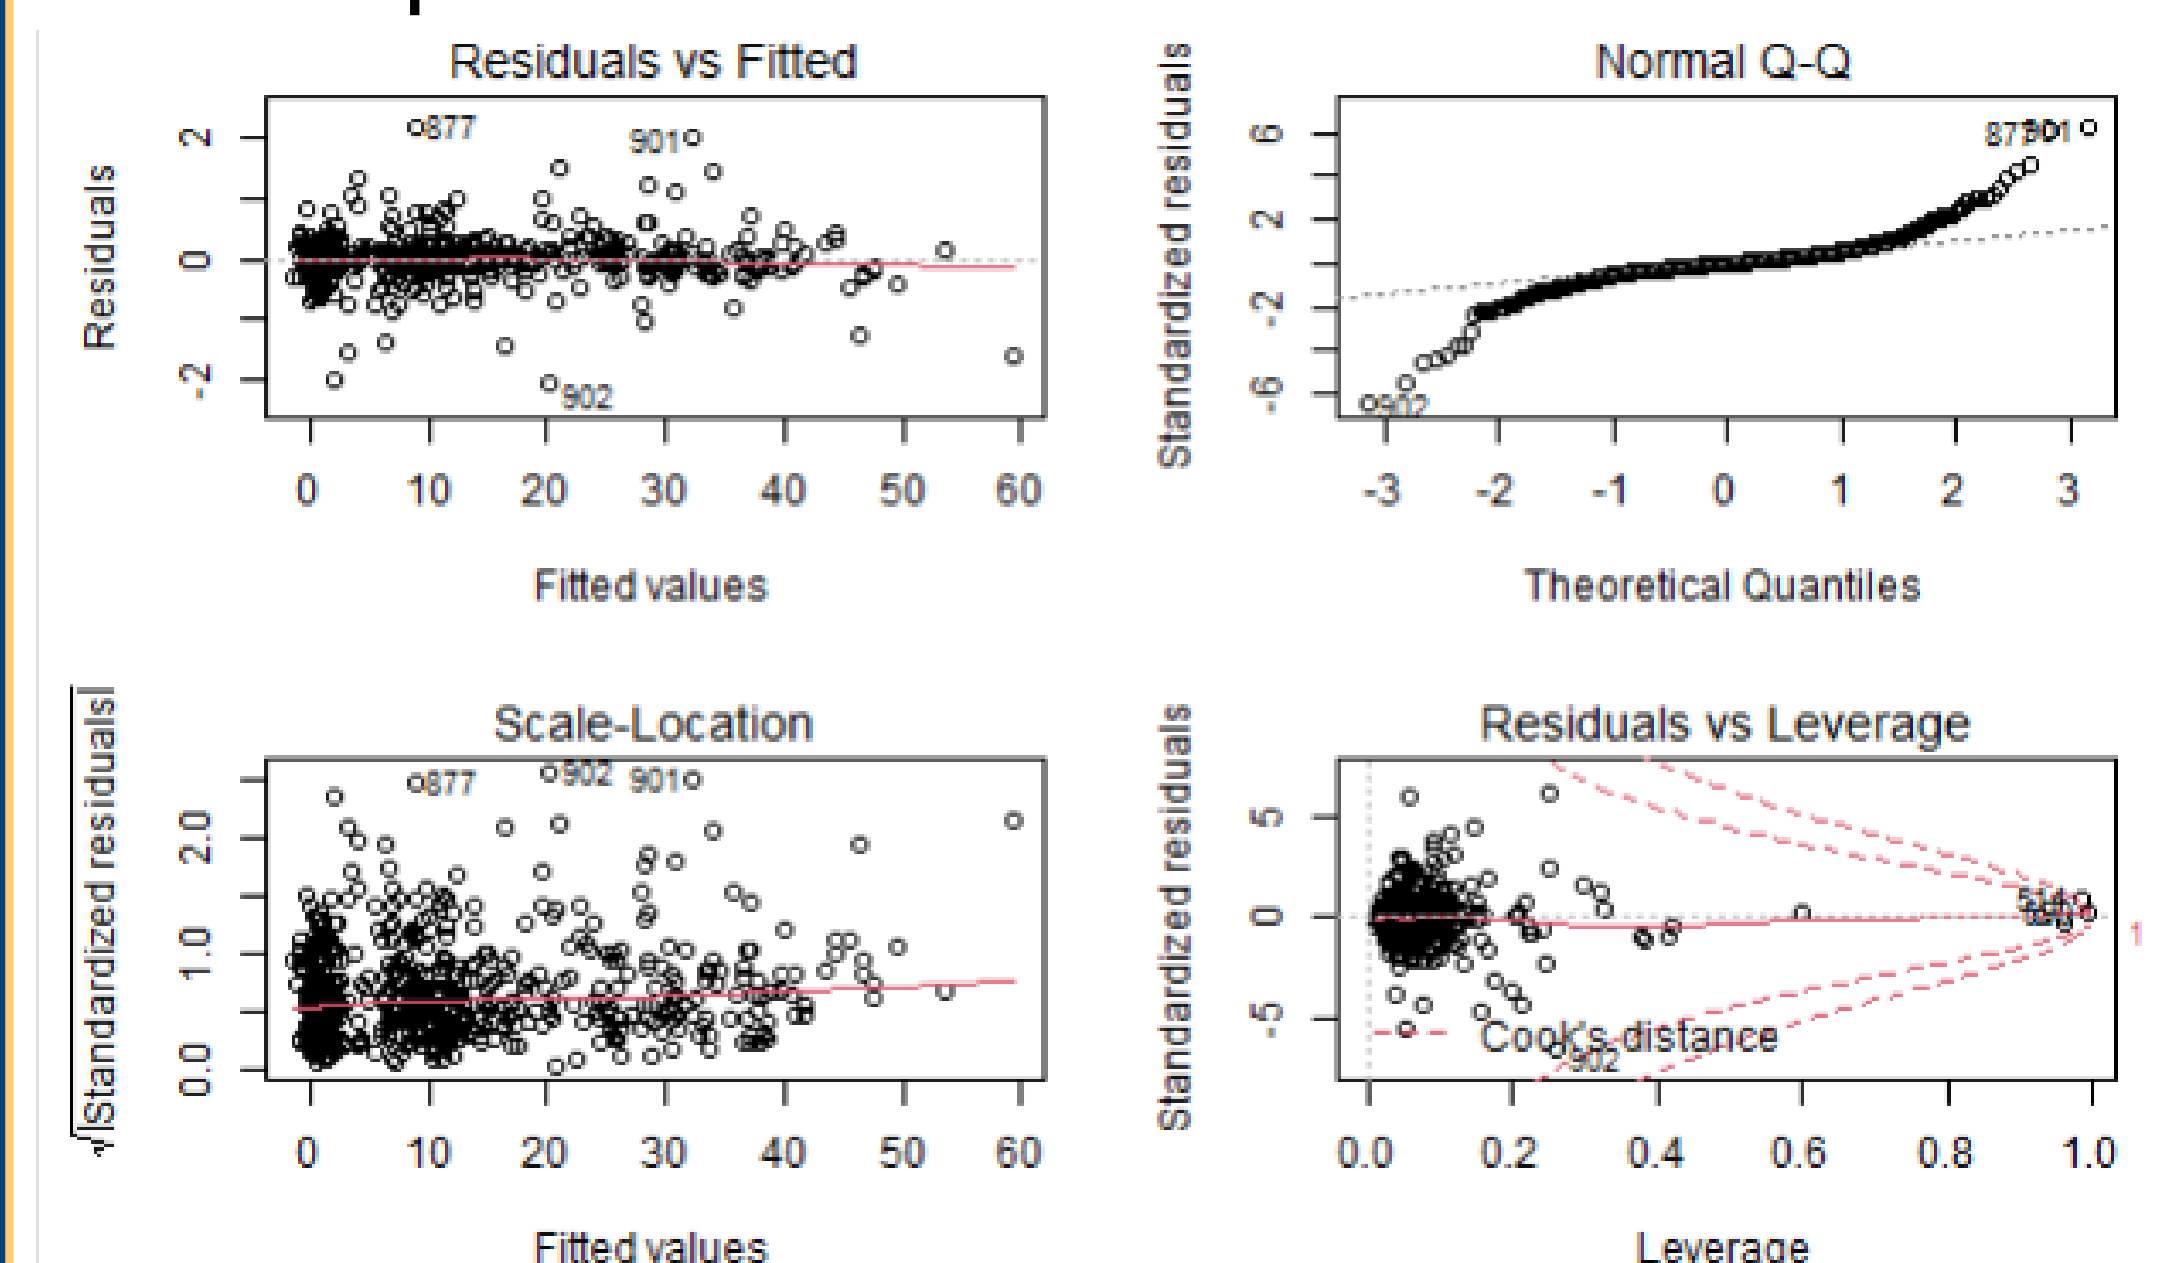 Residuals vs Fitted
Residuals
2
0
-2
877
901
902
0 10 20 30 40 50 60
Fitted values
Normal Q-Q
Standardized residuals
6
2
-2
-6
901
902
-3 -2 -1 0 1 2 3
Theoretical Quantiles
Scale-Location
√|Standardized residuals|
2.0
1.0
0.0
877
902
901
0 10 20 30 40 50 60
Fitted values
Residuals vs Leverage
Standardized residuals
5
0
-5
1
Cook's distance
902
0.0 0.2 0.4 0.6 0.8 1.0
Leverage